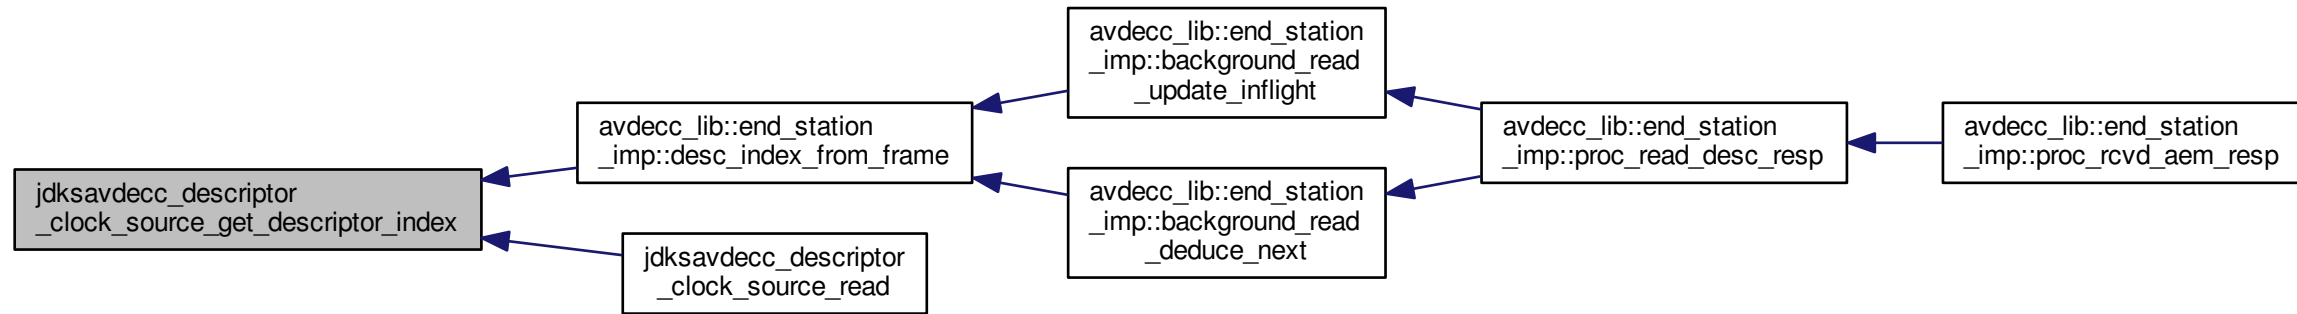 jdksavdecc_descriptor
_clock_source_get_descriptor_index
avdecc_lib::end_station
_imp::desc_index_from_frame
jdksavdecc_descriptor
_clock_source_read
avdecc_lib::end_station
_imp::background_read
_update_inflight
avdecc_lib::end_station
_imp::background_read
_deduce_next
avdecc_lib::end_station
_imp::proc_read_desc_resp
avdecc_lib::end_station
_imp::proc_rcvd_aem_resp